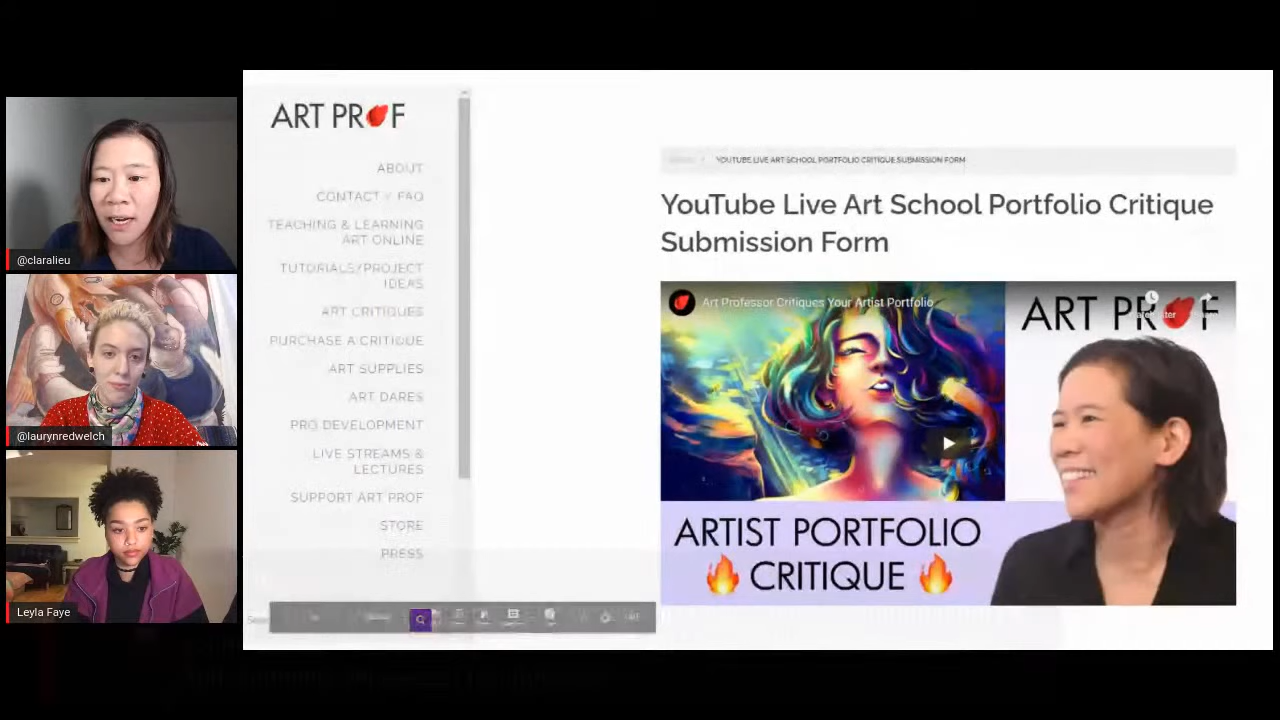 @claralieu
@laurynredwelch
Leyla Faye
ART PROF
ABOUT
CONTACT / FAQ
TEACHING & LEARNING
ART ONLINE
TUTORIALS/PROJECT
IDEAS
ART CRITIQUES
PURCHASE A CRITIQUE
ART SUPPLIES
ART DARES
PRO DEVELOPMENT
LIVE STREAMS &
LECTURES
SUPPORT ART PROF
STORE
PRESS
YOUTUBE LIVE ART SCHOOL PORTFOLIO CRITIQUE SUBMISSION FORM
YouTube Live Art School Portfolio Critique
Submission Form
Art Professor Critiques Your Artist Portfolio
ART PROF
ARTIST PORTFOLIO
CRITIQUE